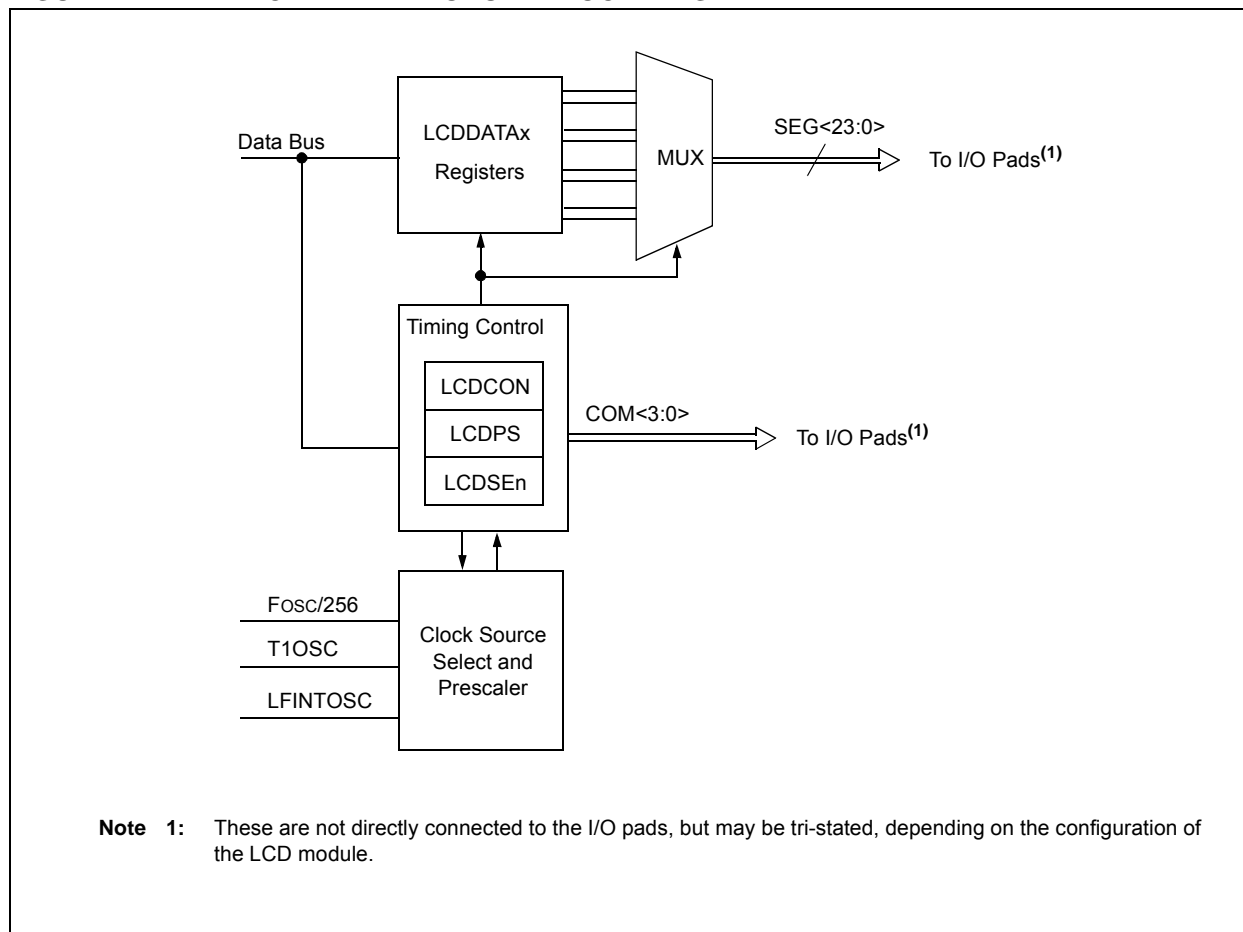 LCDDATAx
Registers
Data Bus
MUX
SEG<23:0>
To I/O Pads(1)
Timing Control
LCDCON
LCDPS
LCDSEn
COM<3:0>
To I/O Pads(1)
Fosc/256
T1OSC
LFINTOSC
Clock Source
Select and
Prescaler
Note 1: These are not directly connected to the I/O pads, but may be tri-stated, depending on the configuration of
the LCD module.